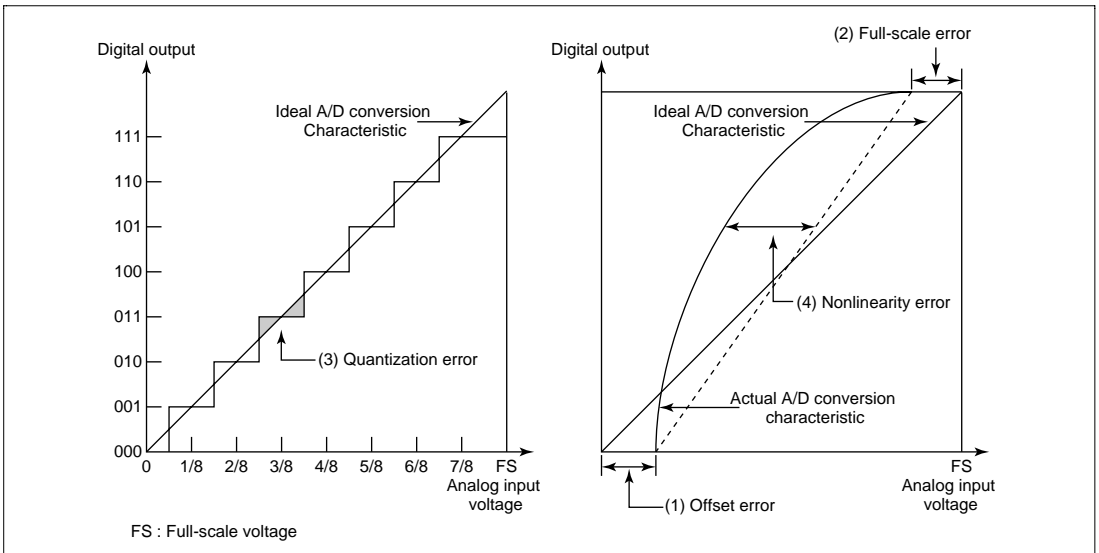 Digital output
Ideal A/D conversion
Characteristic
111
110
101
100
011
010
001
000
(3) Quantization error
0
1/8
2/8
3/8
4/8
5/8
6/8
7/8
FS
Analog input
voltage
FS : Full-scale voltage
(2) Full-scale error
Digital output
Ideal A/D conversion
Characteristic
(4) Nonlinearity error
Actual A/D conversion
characteristic
FS
Analog input
voltage
(1) Offset error